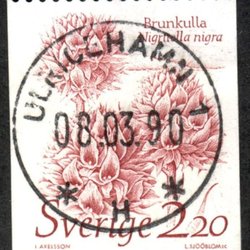 Brunkulla
Nigritella nigra
ULRICEHAMN 1
08.03.90
* H *
Sverige 2.20
I. AXELSSON L. SJÖÖBLOM